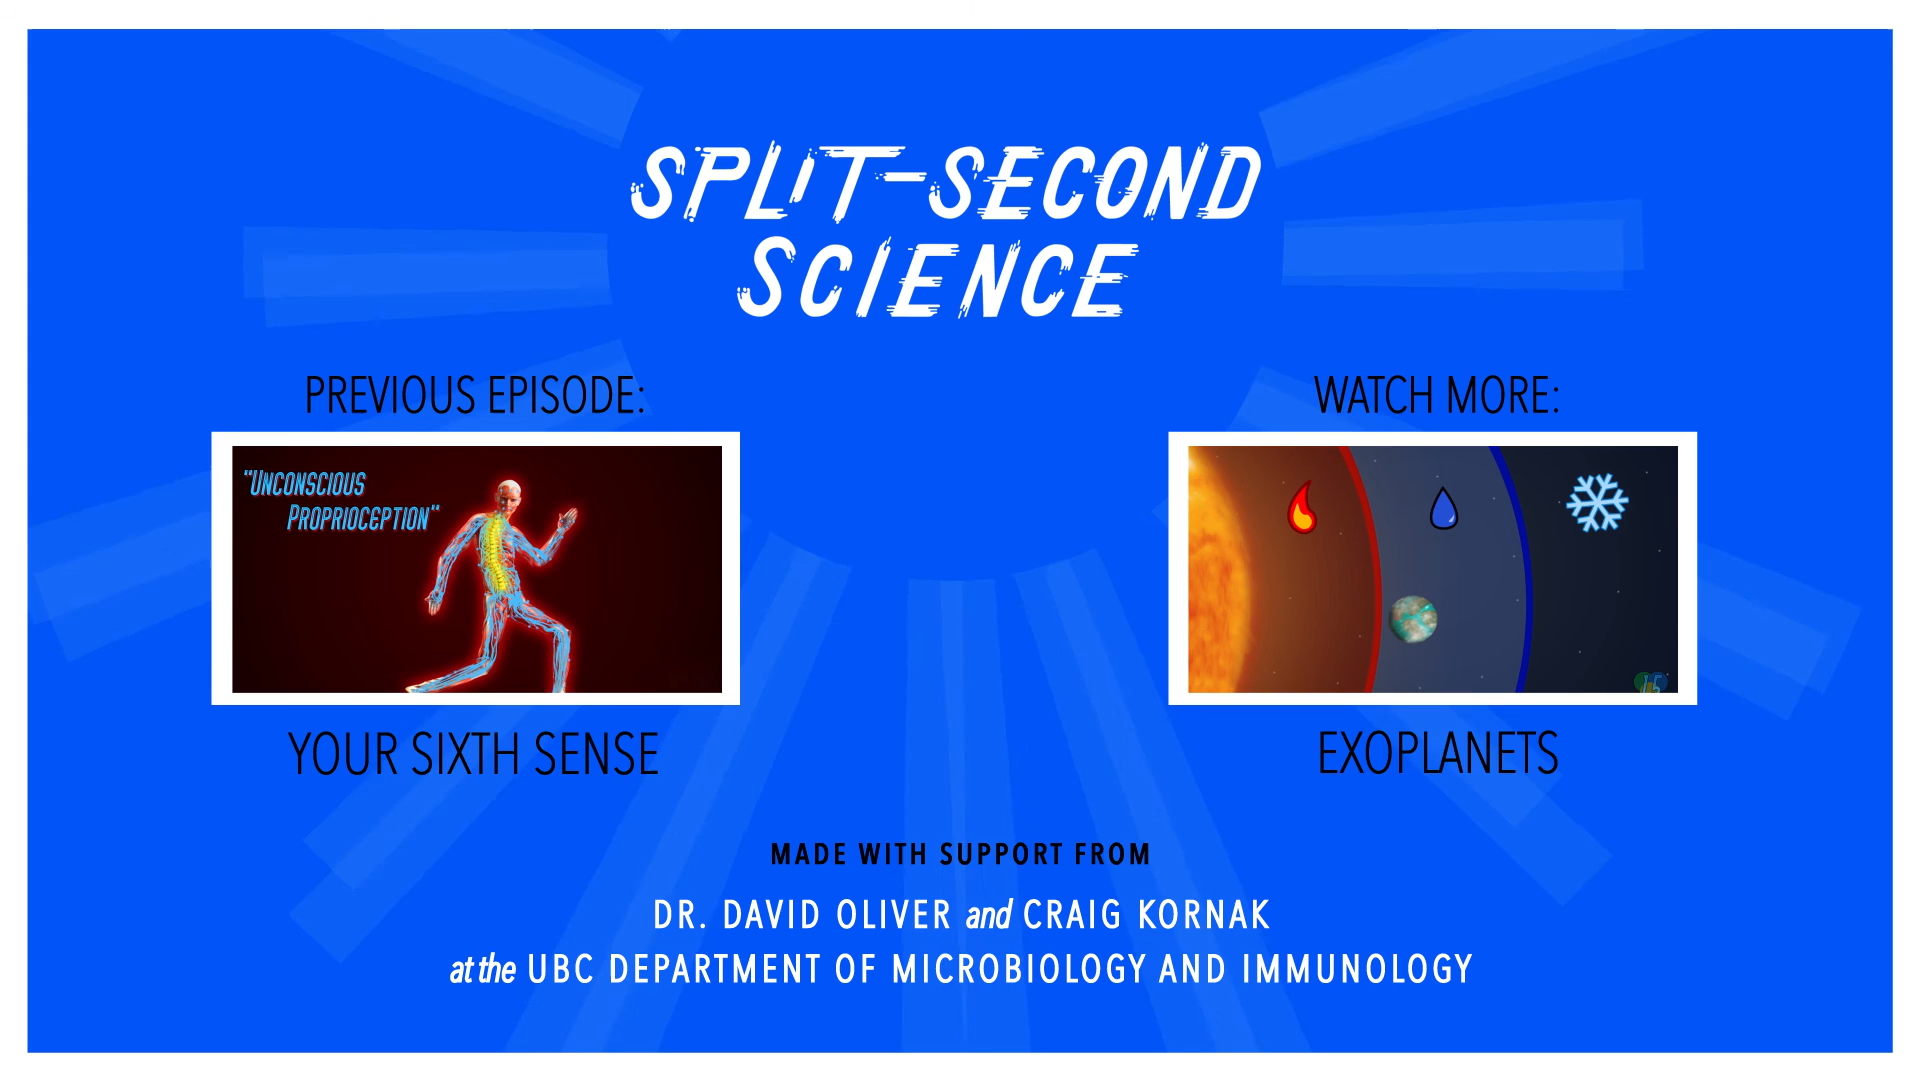 SPLIT-SECOND
SCIENCE
PREVIOUS EPISODE:
"UNCONSCIOUS
PROPRIOCEPTION"
YOUR SIXTH SENSE
WATCH MORE:
EXOPLANETS
MADE WITH SUPPORT FROM
DR. DAVID OLIVER and CRAIG KORNAK
at the UBC DEPARTMENT OF MICROBIOLOGY AND IMMUNOLOGY